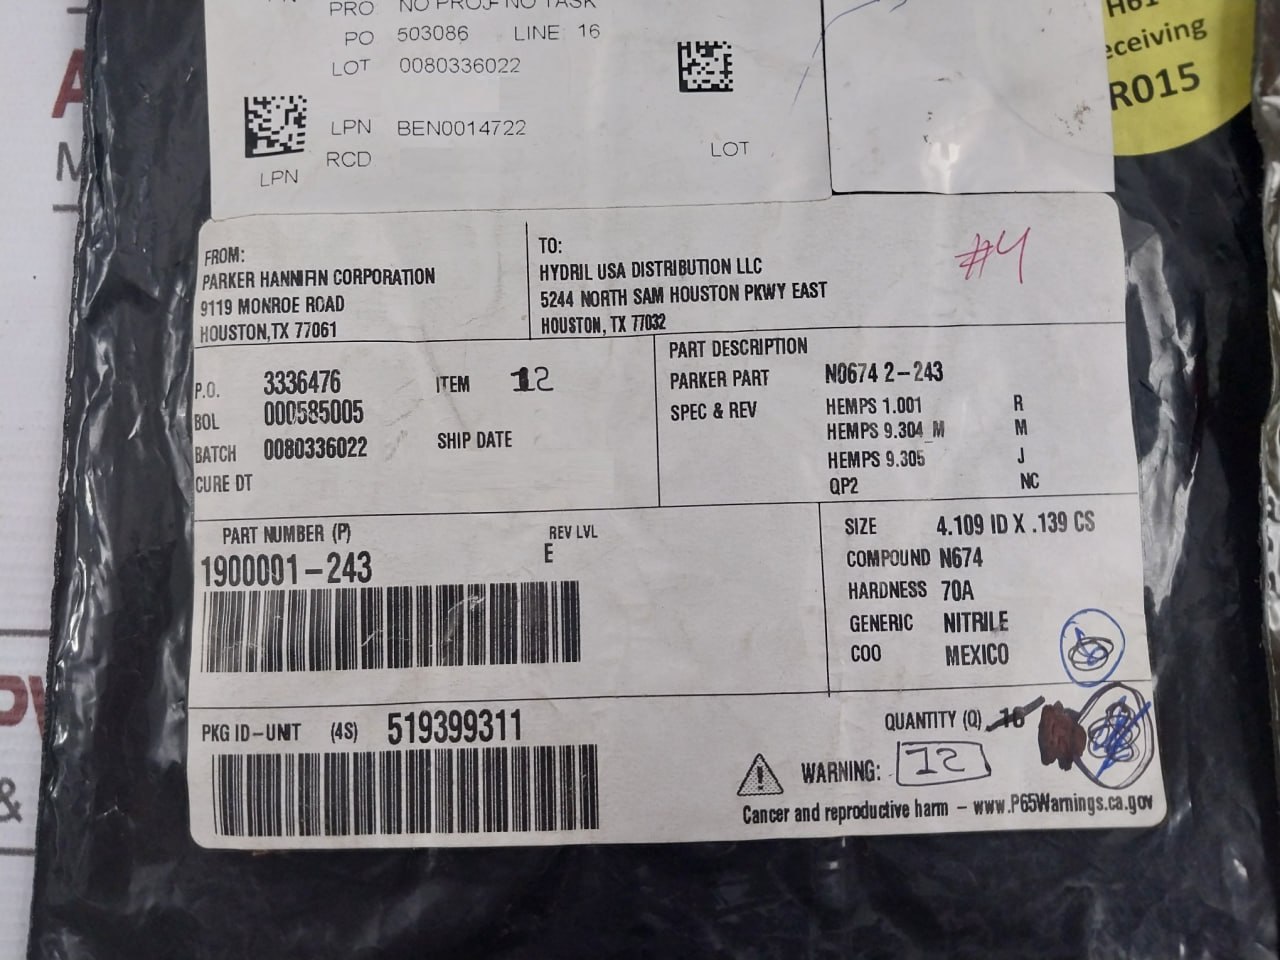 PRO NO PROJ- NO TASK
PO 503086 LINE: 16
LOT 0080336022
LPN BEN0014722
RCD
LPN
LOT
eceiving
R015
FROM:
PARKER HANNIFIN CORPORATION
9119 MONROE ROAD
HOUSTON,TX 77061
TO:
HYDRIL USA DISTRIBUTION LLC
5244 NORTH SAM HOUSTON PKWY EAST
HOUSTON, TX 77032
#4
P.O. 3336476 ITEM 12
BOL 000585005
BATCH 0080336022 SHIP DATE
CURE DT
PART DESCRIPTION
PARKER PART N0674 2-243
SPEC & REV HEMPS 1.001 R
HEMPS 9.304_M M
HEMPS 9.305 J
QP2 NC
PART NUMBER (P) REV LVL
1900001-243 E
SIZE 4.109 ID X .139 CS
COMPOUND N674
HARDNESS 70A
GENERIC NITRILE
COO MEXICO
PKG ID-UNIT (4S) 519399311
QUANTITY (Q) 16
WARNING: 12
Cancer and reproductive harm - www.P65Warnings.ca.gov
&